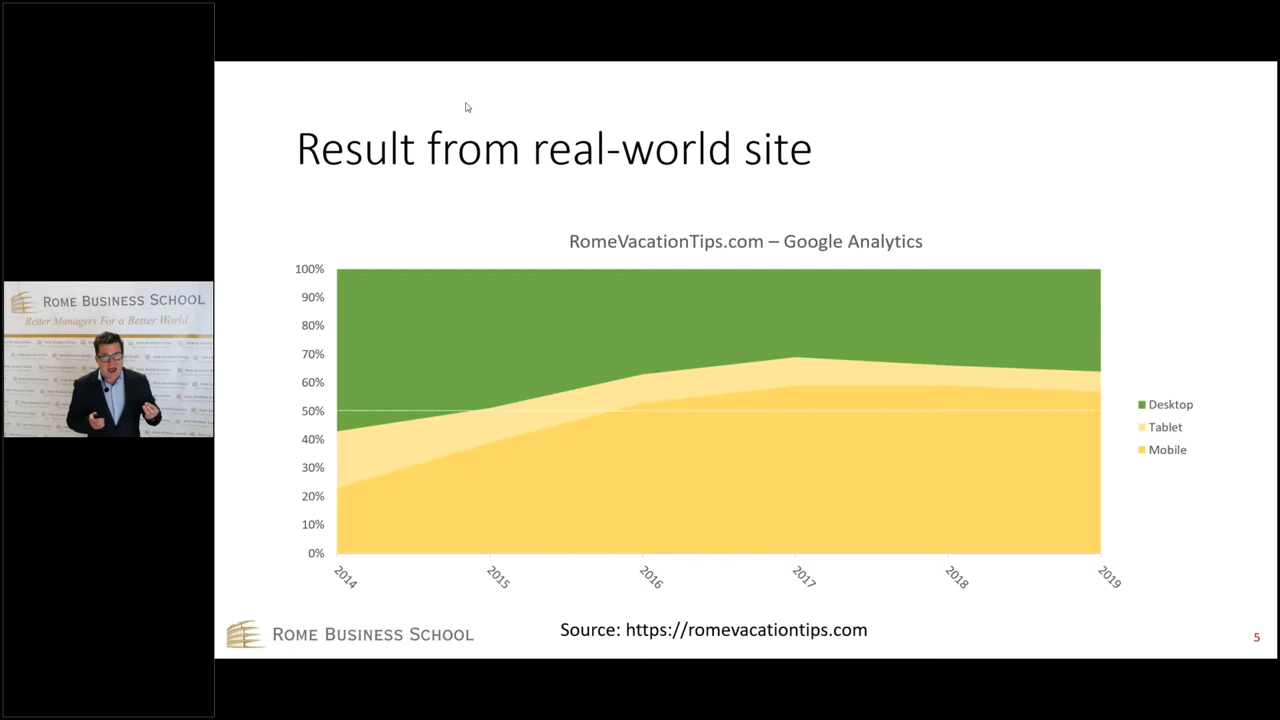 Result from real-world site
RomeVacationTips.com – Google Analytics
100%
90%
80%
70%
60%
50%
40%
30%
20%
10%
0%
2014
2015
2016
2017
2018
2019
Desktop
Tablet
Mobile
ROME BUSINESS SCHOOL
Source: https://romevacationtips.com
5
ROME BUSINESS SCHOOL
Better Managers For a Better World